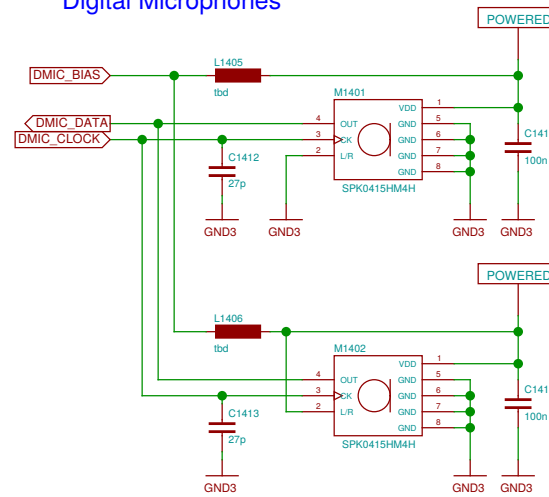 Digital Microphones
POWERED
L1405
DMIC_BIAS
tbd
M1401
VDD 1
DMIC_DATA
4 OUT GND 5
C141
DMIC_CLOCK
3 CK GND 6
C1412
2 L/R GND 7
100n
GND 8
27p
SPK0415HM4H
GND3 GND3 GND3 GND3
POWERED
L1406
tbd
M1402
VDD 1
4 OUT GND 5
C141
3 CK GND 6
C1413
2 L/R GND 7
100n
GND 8
27p
SPK0415HM4H
GND3 GND3 GND3